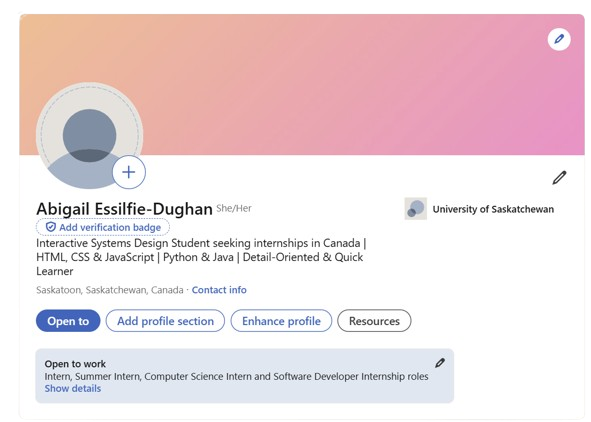 Abigail Essilfie-Dughan She/Her
University of Saskatchewan
Add verification badge
Interactive Systems Design Student seeking internships in Canada |
HTML, CSS & JavaScript | Python & Java | Detail-Oriented & Quick
Learner
Saskatoon, Saskatchewan, Canada · Contact info
Open to
Add profile section
Enhance profile
Resources
Open to work
Intern, Summer Intern, Computer Science Intern and Software Developer Internship roles
Show details